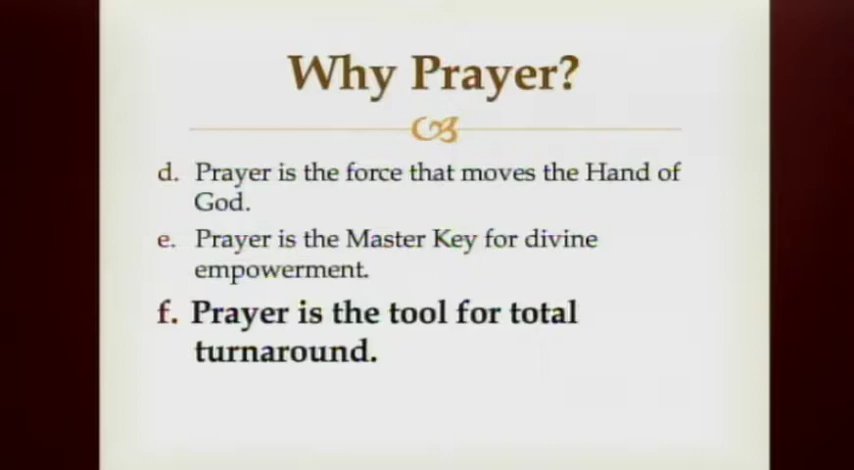 Why Prayer?
d. Prayer is the force that moves the Hand of
God.
e. Prayer is the Master Key for divine
empowerment.
f. Prayer is the tool for total
turnaround.